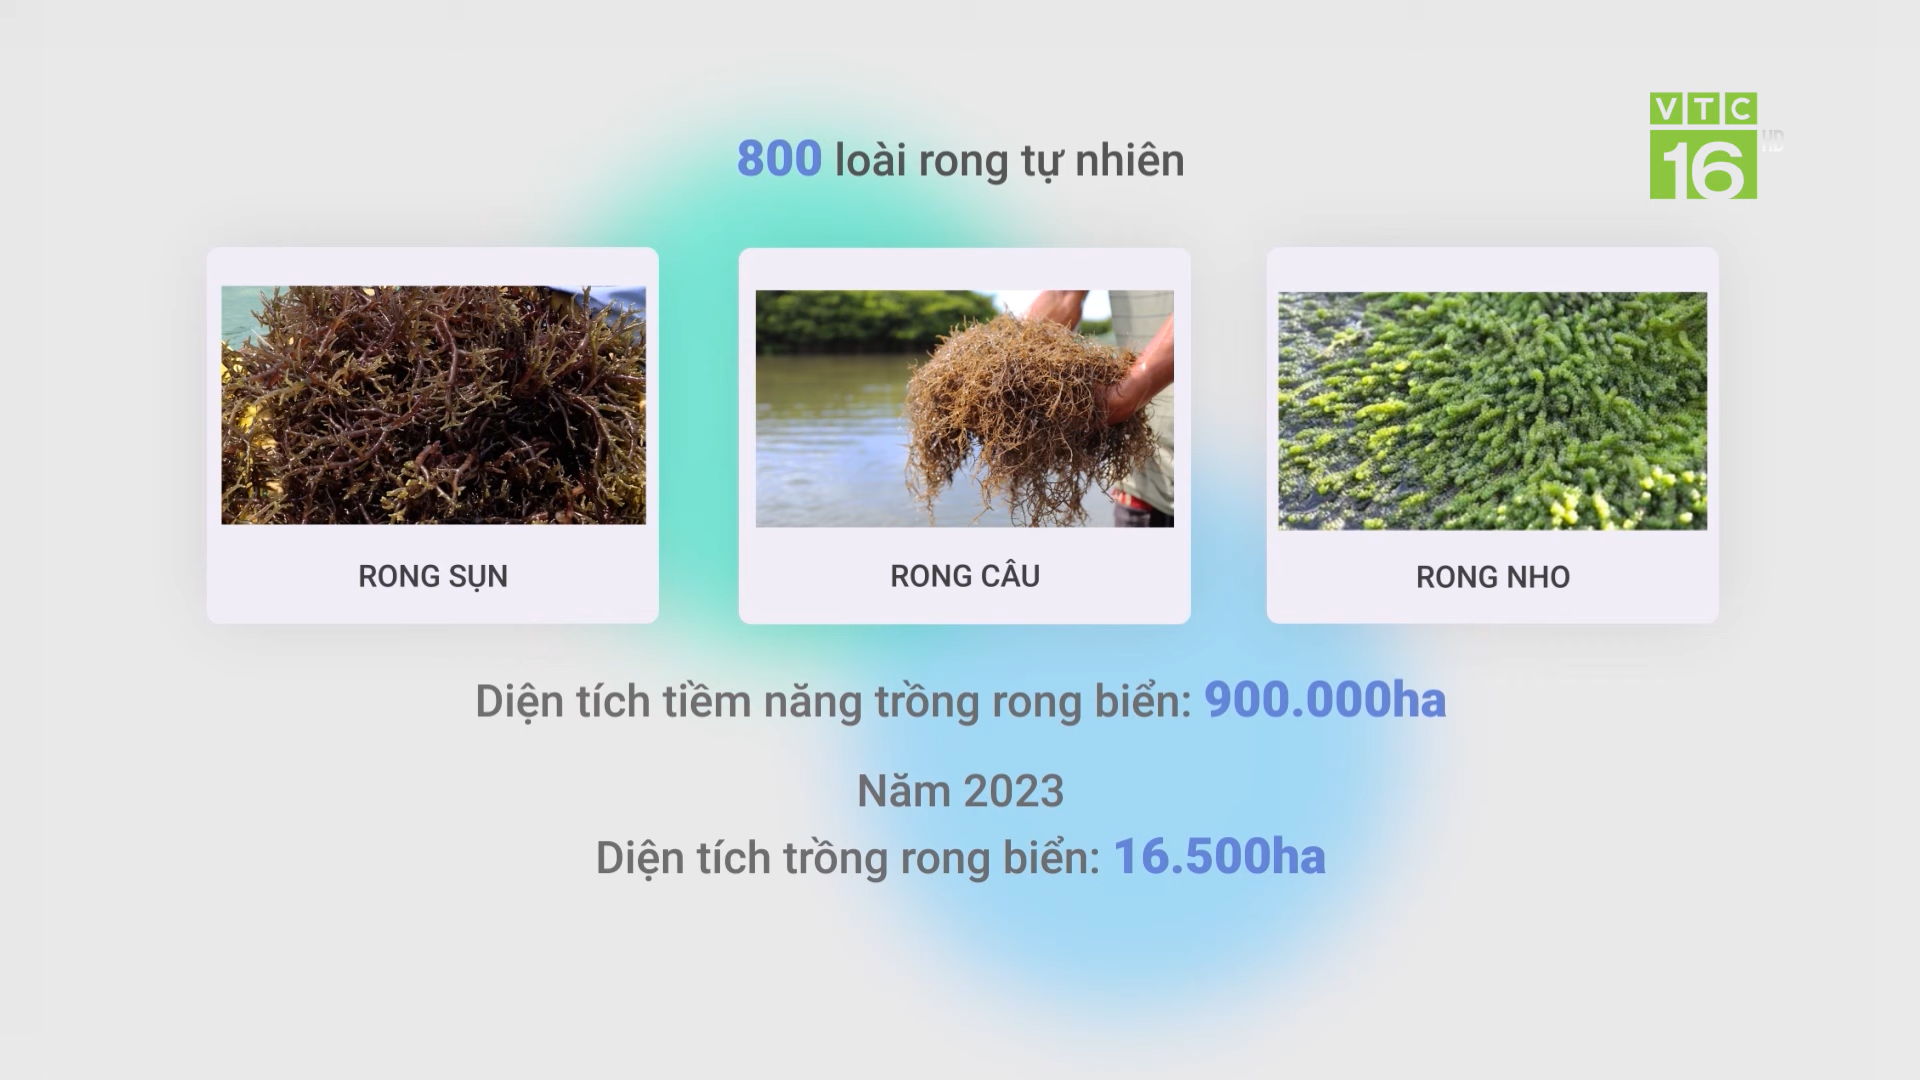 VTC
16 HD
800 loài rong tự nhiên
RONG SỤN
RONG CÂU
RONG NHO
Diện tích tiềm năng trồng rong biển: 900.000ha
Năm 2023
Diện tích trồng rong biển: 16.500ha